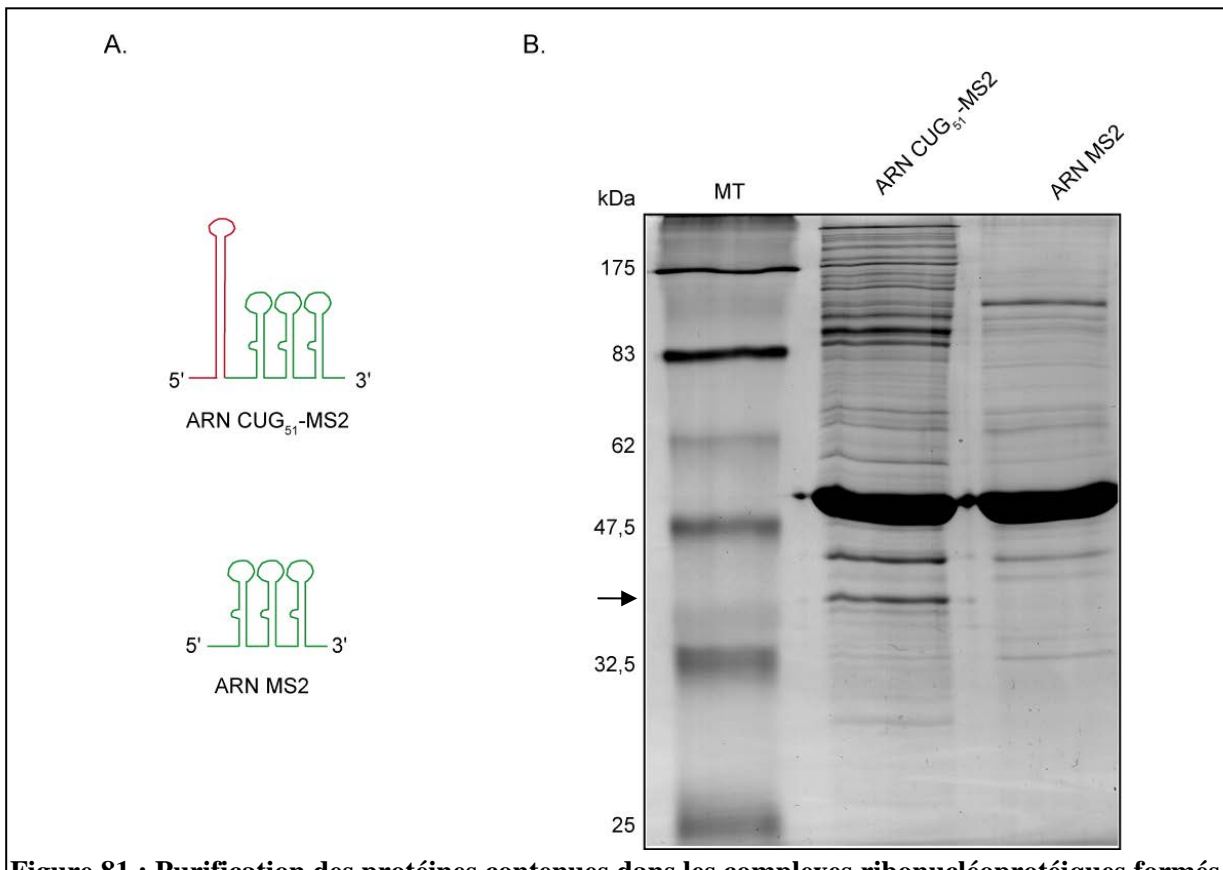 A.
B.
ARN CUG51-MS2
ARN MS2
kDa
MT
175
83
62
47,5
32,5
25
5'
3'
ARN CUG51-MS2
5'
3'
ARN MS2
Figure 81 : Purification des protéines contenues dans les complexes ribonucléoprotéiques formés